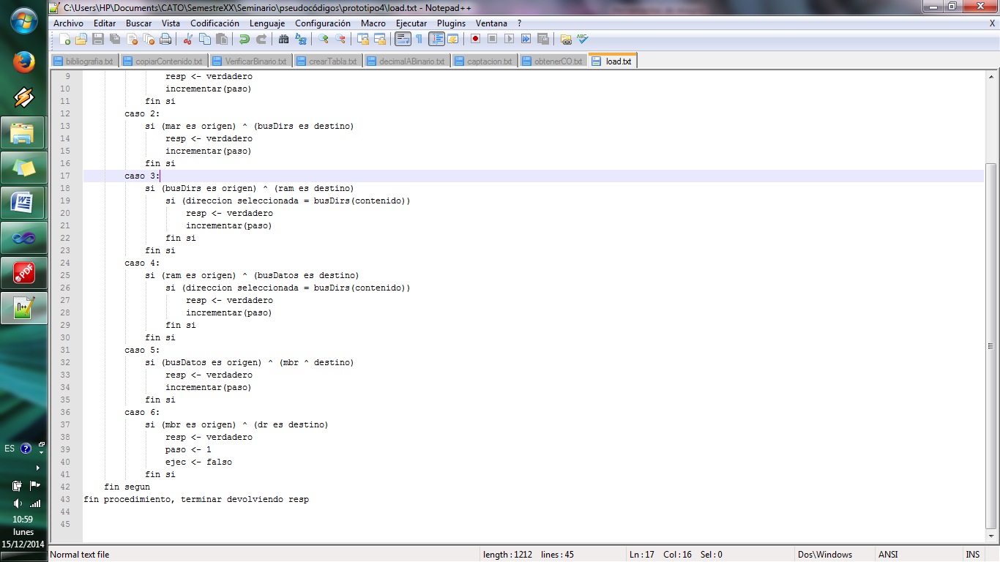 C:\Users\HP\Documents\CATO\SemestreXX\Seminario\pseudocódigos\prototipo4\load.txt - Notepad++
Archivo Editar Buscar Vista Codificación Lenguaje Configuración Macro Ejecutar Plugins Ventana ? X
bibliografia.txt copiarContenido.txt VerificarBinario.txt crearTabla.txt decimalABinario.txt captacion.txt obtenerCO.txt load.txt
9 resp <- verdadero
10 incrementar(paso)
11 fin si
12 caso 2:
13 si (mar es origen) ^ (busDirs es destino)
14 resp <- verdadero
15 incrementar(paso)
16 fin si
17 caso 3:
18 si (busDirs es origen) ^ (ram es destino)
19 si (direccion seleccionada = busDirs(contenido))
20 resp <- verdadero
21 incrementar(paso)
22 fin si
23 fin si
24 caso 4:
25 si (ram es origen) ^ (busDatos es destino)
26 si (direccion seleccionada = busDirs(contenido))
27 resp <- verdadero
28 incrementar(paso)
29 fin si
30 fin si
31 caso 5:
32 si (busDatos es origen) ^ (mbr ^ destino)
33 resp <- verdadero
34 incrementar(paso)
35 fin si
36 caso 6:
37 si (mbr es origen) ^ (dr es destino)
38 resp <- verdadero
39 paso <- 1
40 ejec <- falso
41 fin si
42 fin segun
43 fin procedimiento, terminar devolviendo resp
44
45
Normal text file length : 1212 lines : 45 Ln : 17 Col : 16 Sel : 0 Dos\Windows ANSI INS
ES
10:59
lunes
15/12/2014